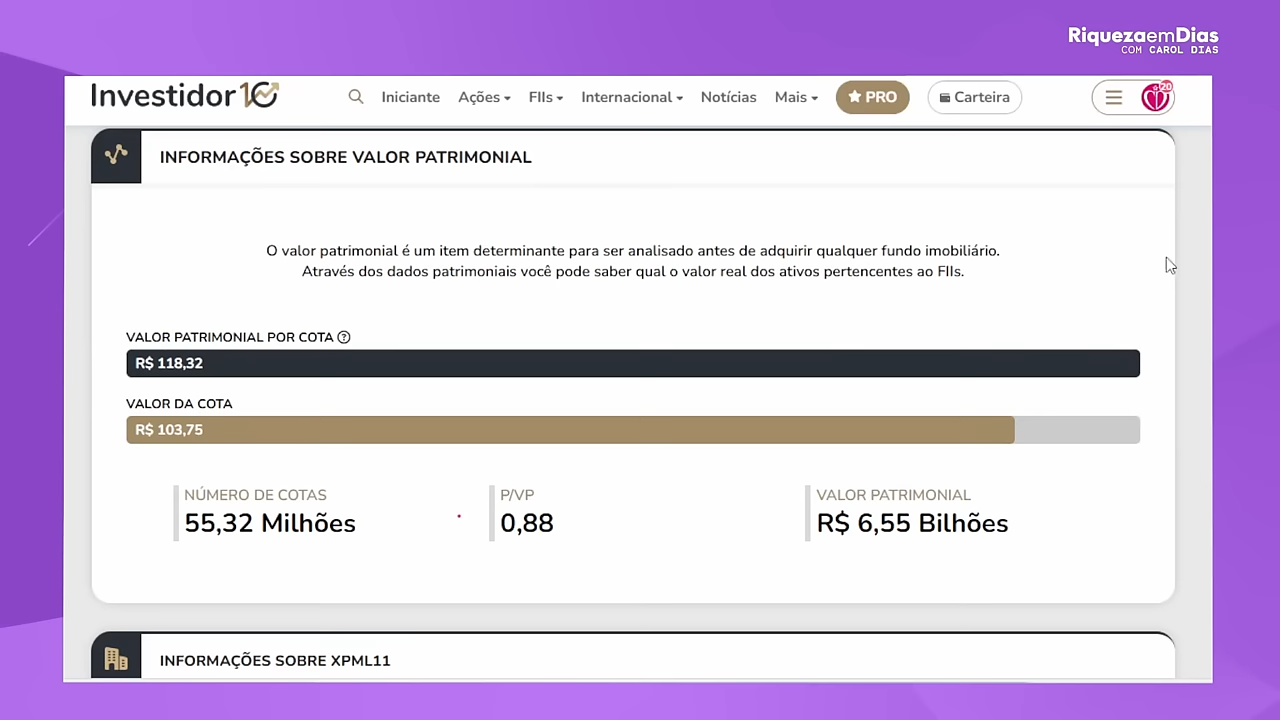 RiquezaemDias
COM CAROL DIAS
Investidor10
Iniciante Ações FIIs Internacional Notícias Mais PRO Carteira 20
INFORMAÇÕES SOBRE VALOR PATRIMONIAL
O valor patrimonial é um item determinante para ser analisado antes de adquirir qualquer fundo imobiliário.
Através dos dados patrimoniais você pode saber qual o valor real dos ativos pertencentes ao FIIs.
VALOR PATRIMONIAL POR COTA ?
R$ 118,32
VALOR DA COTA
R$ 103,75
NÚMERO DE COTAS
55,32 Milhões
P/VP
0,88
VALOR PATRIMONIAL
R$ 6,55 Bilhões
INFORMAÇÕES SOBRE XPML11